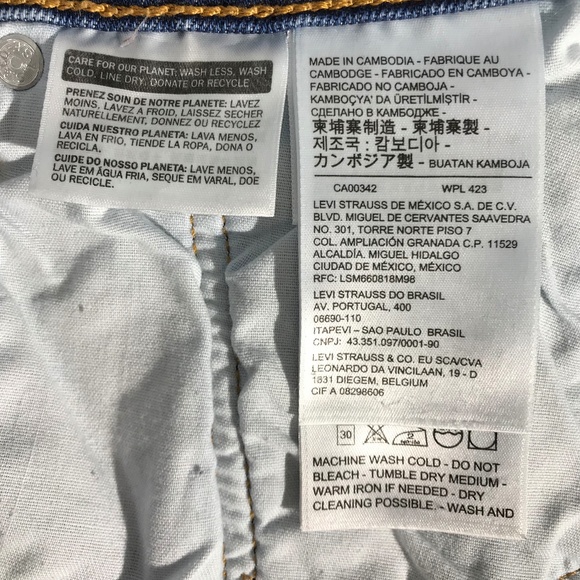 CARE FOR OUR PLANET: WASH LESS, WASH
COLD, LINE DRY, DONATE OR RECYCLE
PRENEZ SOIN DE NOTRE PLANETE: LAVEZ
MOINS, LAVEZ À FROID, LAISSEZ SÉCHER
NATURELLEMENT. DONNEZ OU RECYCLEZ
CUIDA NUESTRO PLANETA: LAVA MENOS,
LAVA EN FRIO, TIENDE LA ROPA, DONA O
RECICLA.
CUIDE DO NOSSO PLANETA: LAVE MENOS,
LAVE EM ÁGUA FRIA, SEQUE EM VARAL, DOE
OU RECICLE.
MADE IN CAMBODIA - FABRIQUE AU
CAMBODGE - FABRICADO EN CAMBOYA -
FABRICADO NO CAMBOJA -
KAMBOÇYA' DA ÜRETİLMİŞTİR -
СДЕЛАНО В КАМБОДЖЕ -
柬埔寨制造 - 柬埔寨製 -
제조국 : 캄보디아 -
カンボジア製 - BUATAN KAMBOJA
CA00342 WPL 423
LEVI STRAUSS DE MÉXICO S.A. DE C.V.
BLVD. MIGUEL DE CERVANTES SAAVEDRA
NO. 301, TORRE NORTE PISO 7
COL. AMPLIACIÓN GRANADA C.P. 11529
ALCALDÍA. MIGUEL HIDALGO
CIUDAD DE MÉXICO, MÉXICO
RFC: LSM660818M98
LEVI STRAUSS DO BRASIL
AV. PORTUGAL, 400
06690-110
ITAPEVI – SAO PAULO BRASIL
CNPJ: 43.351.097/0001-90
LEVI STRAUSS & CO. EU SCA/CVA
LEONARDO DA VINCILAAN, 19 - D
1831 DIEGEM, BELGIUM
CIF A 08298606
30
MACHINE WASH COLD - DO NOT
BLEACH - TUMBLE DRY MEDIUM -
WARM IRON IF NEEDED - DRY
CLEANING POSSIBLE. - WASH AND